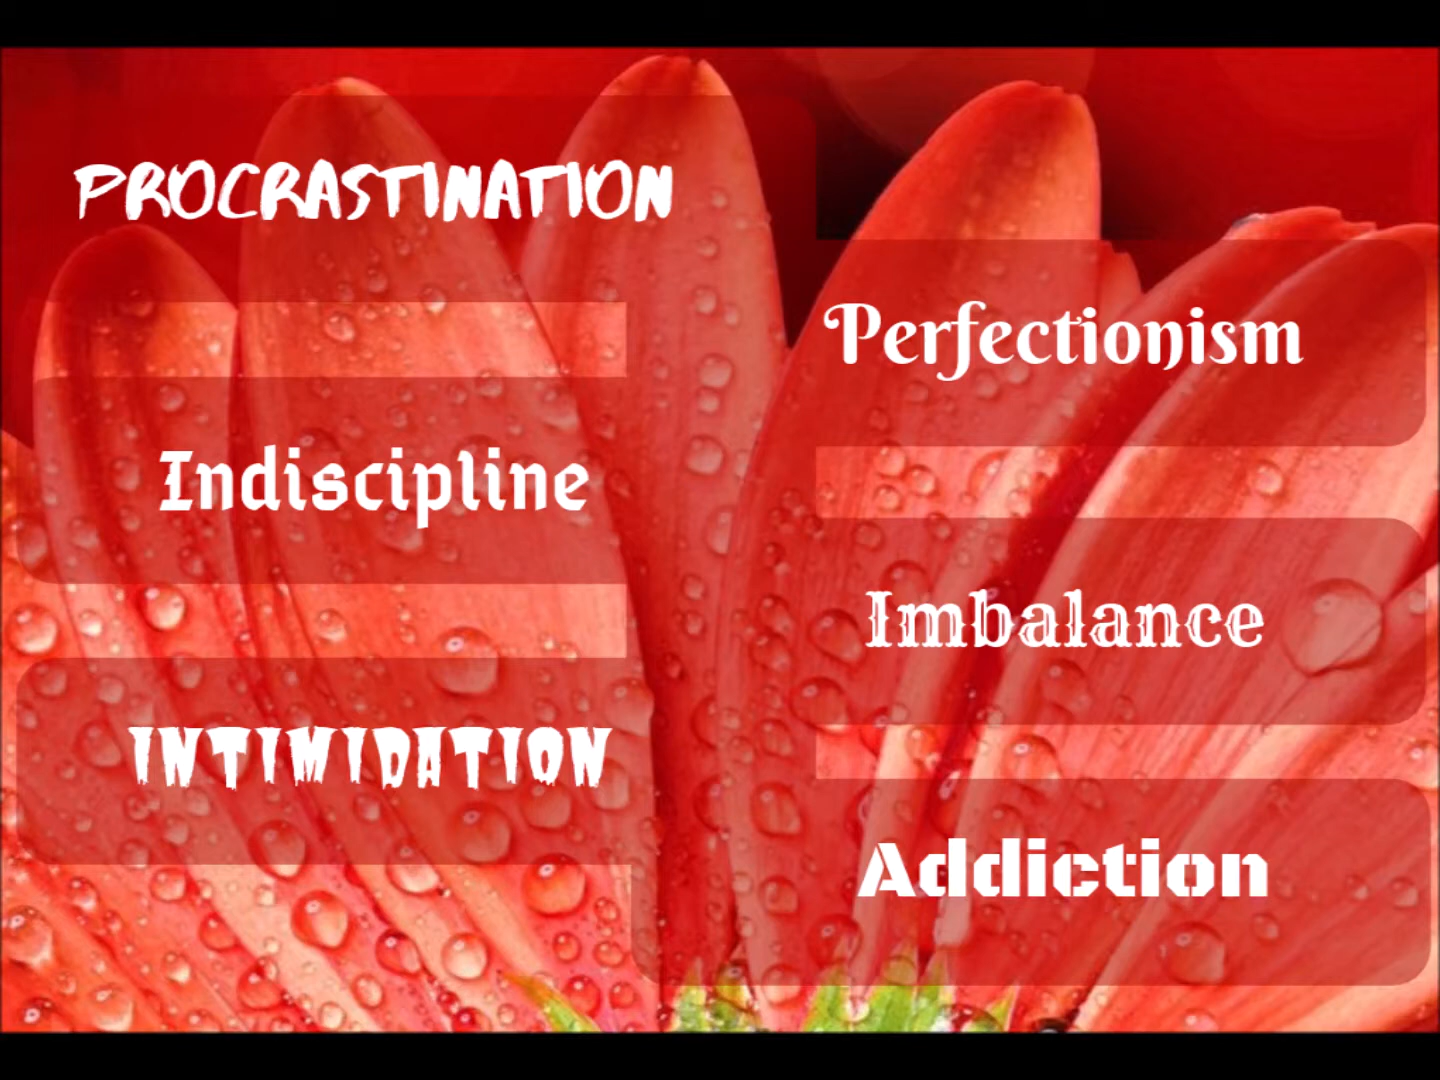 PROCRASTINATION
Perfectionism
Indiscipline
Imbalance
INTIMIDATION
Addiction